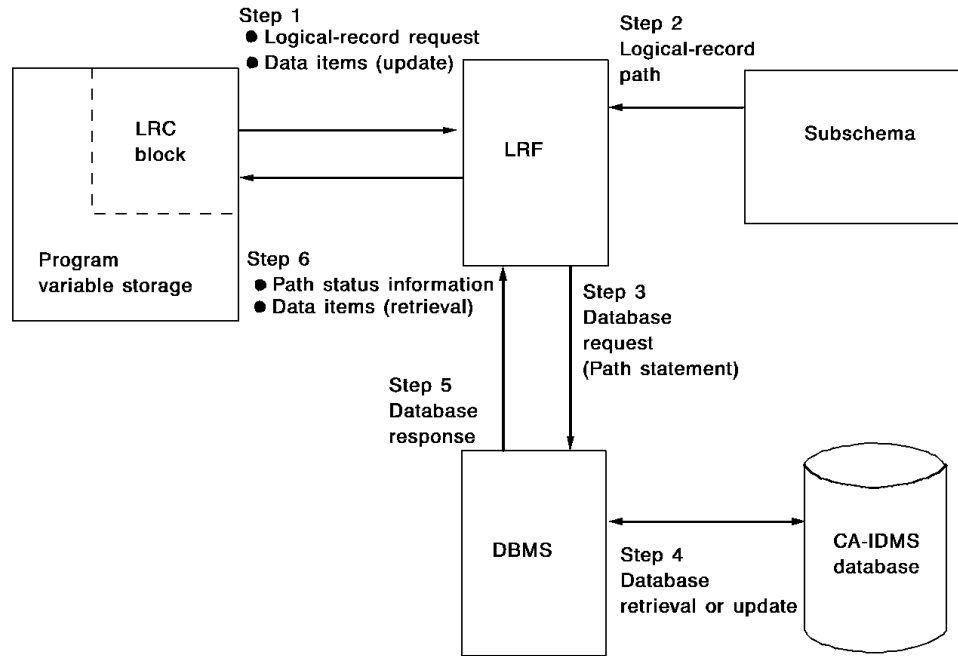 Step 1
● Logical-record request
● Data items (update)
Step 2
Logical-record
path
LRC
block
LRF
Subschema
Program
variable storage
Step 6
● Path status information
● Data items (retrieval)
Step 3
Database
request
(Path statement)
Step 5
Database
response
DBMS
Step 4
Database
retrieval or update
CA-IDMS
database